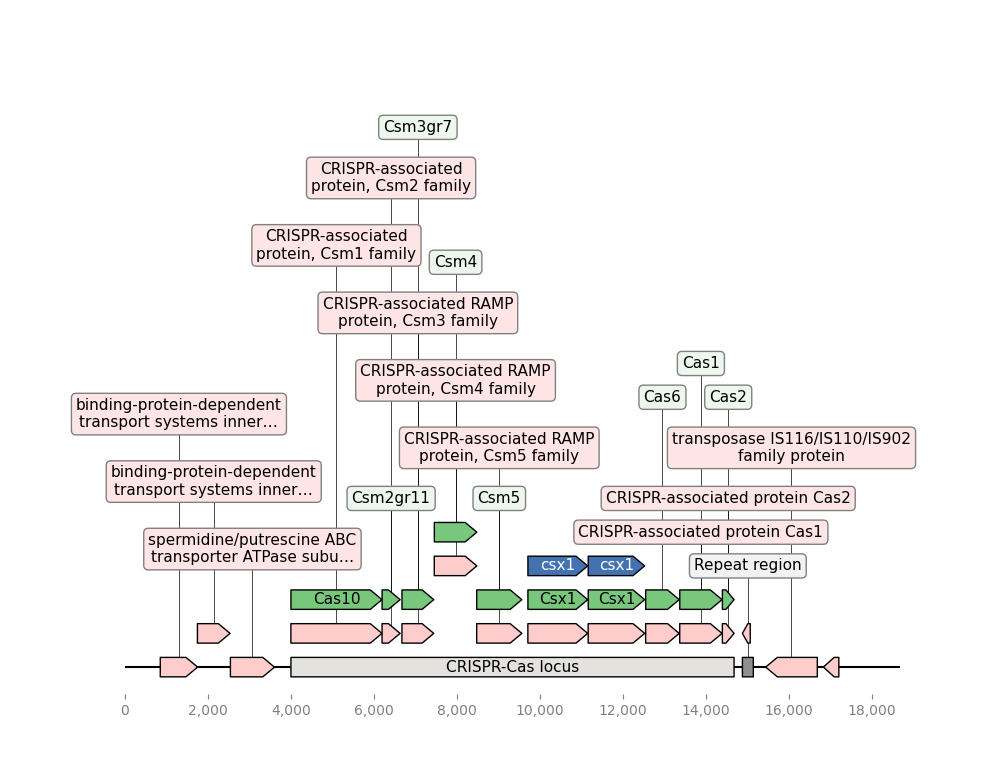 Csm3gr7
CRISPR-associated
protein, Csm2 family
CRISPR-associated
protein, Csm1 family
Csm4
CRISPR-associated RAMP
protein, Csm3 family
Cas1
CRISPR-associated RAMP
protein, Csm4 family
Cas6
Cas2
binding-protein-dependent
transport systems inner…
CRISPR-associated RAMP
protein, Csm5 family
transposase IS116/IS110/IS902
family protein
binding-protein-dependent
transport systems inner…
Csm2gr11
Csm5
CRISPR-associated protein Cas2
CRISPR-associated protein Cas1
spermidine/putrescine ABC
transporter ATPase subu…
csx1
csx1
Repeat region
Cas10
Csx1
Csx1
CRISPR-Cas locus
0
2,000
4,000
6,000
8,000
10,000
12,000
14,000
16,000
18,000